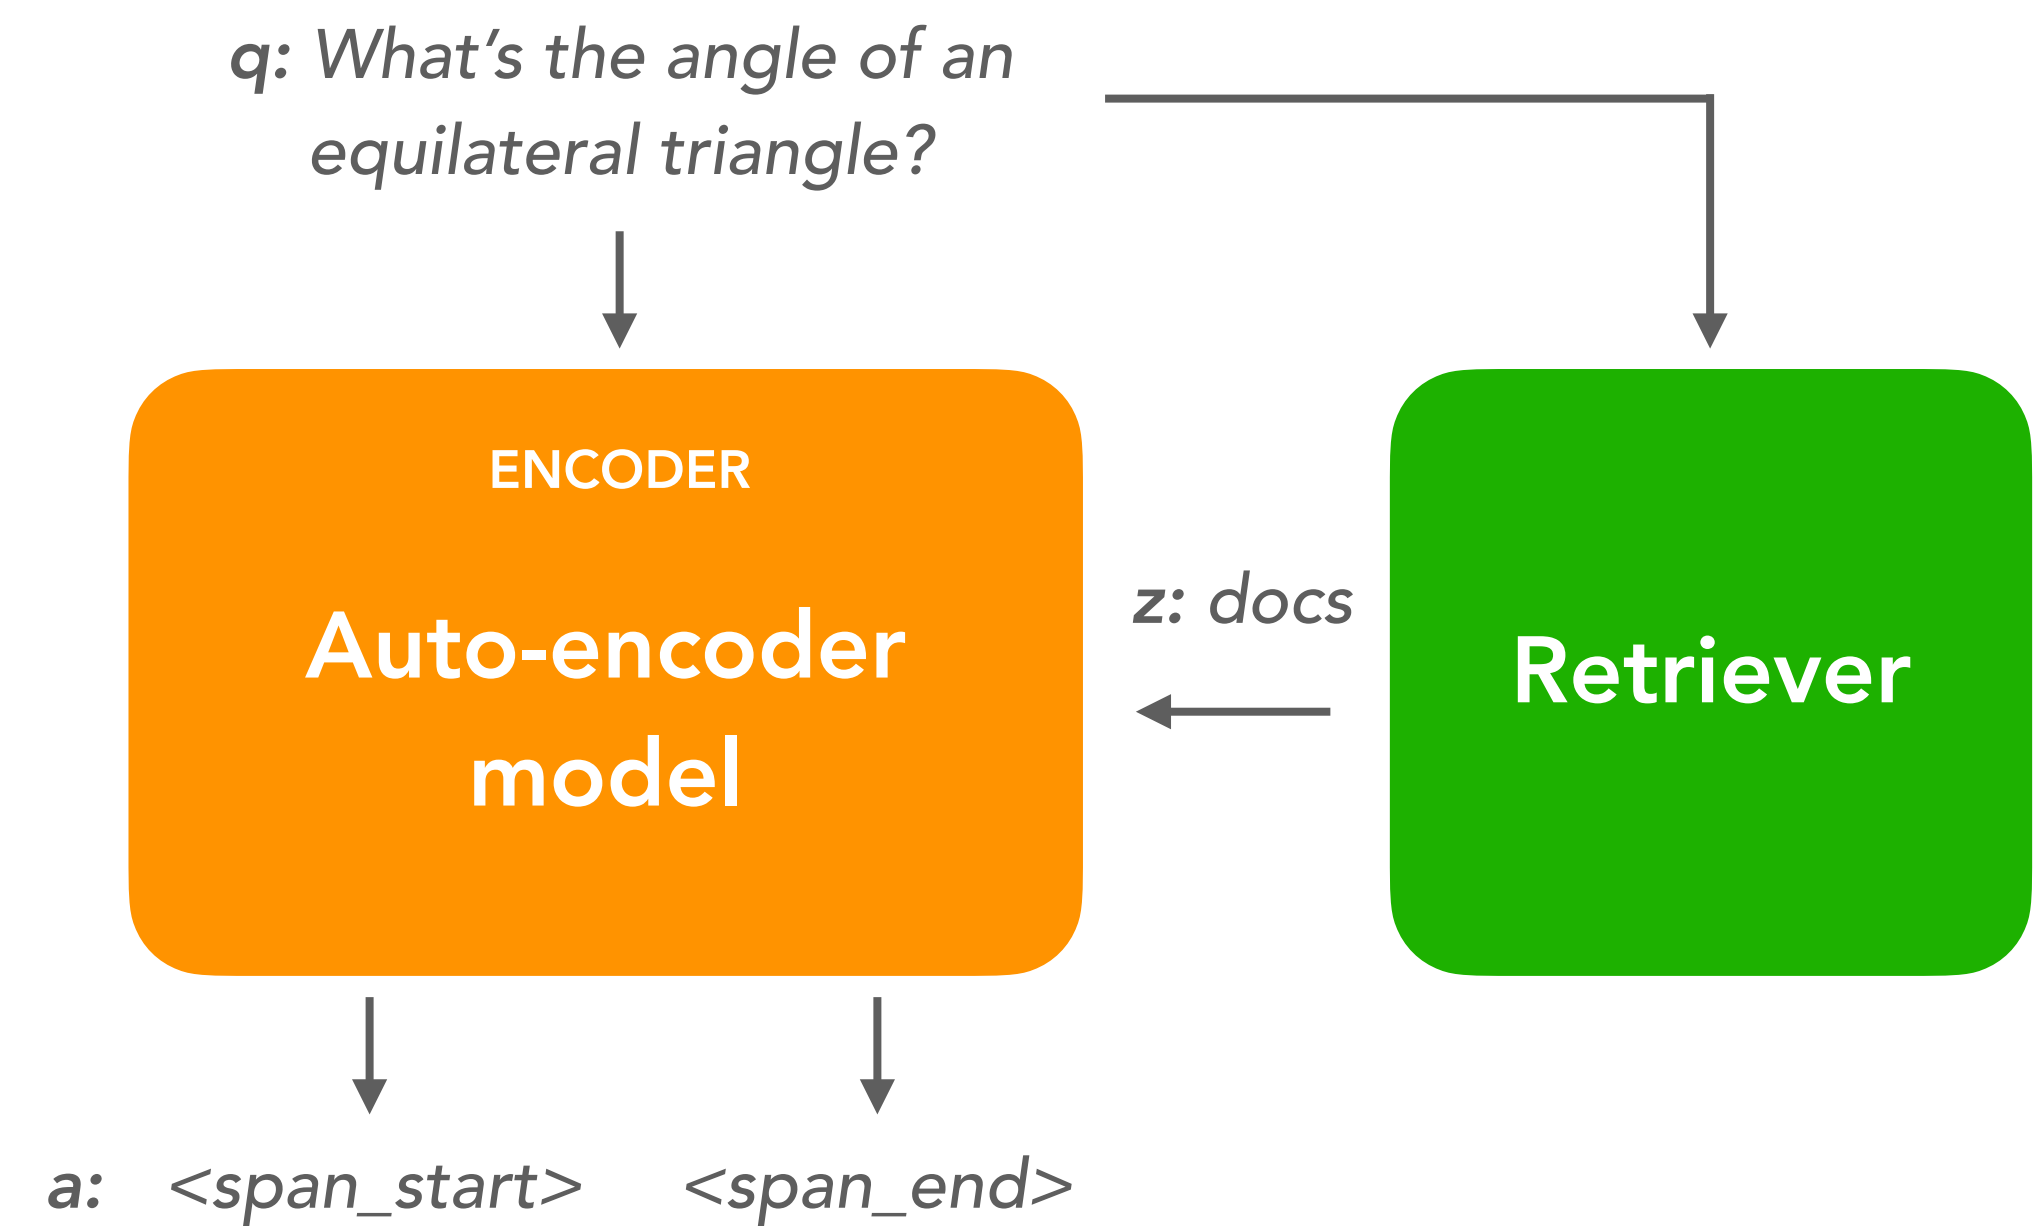 q: What’s the angle of an
equilateral triangle?
ENCODER
Auto-encoder
model
z: docs
Retriever
a: <span_start> <span_end>